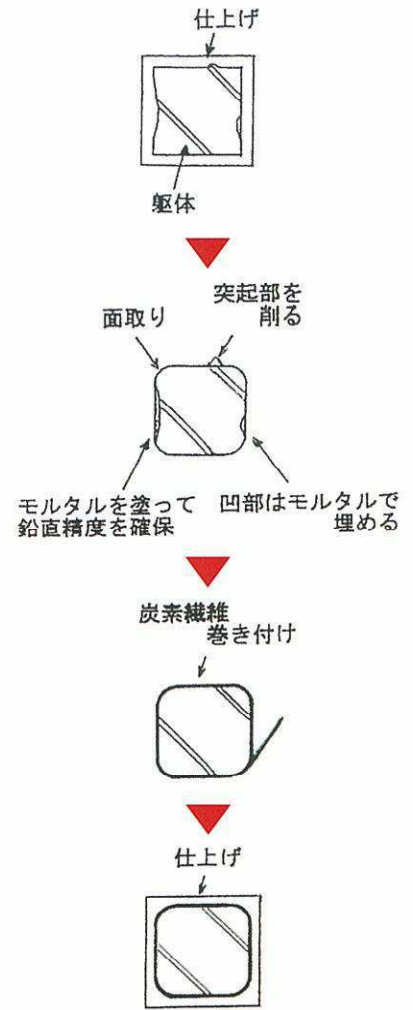 仕上げ
躯体
突起部を
削る
面取り
モルタルを塗って
鉛直精度を確保
凹部はモルタルで
埋める
炭素繊維
巻き付け
仕上げ